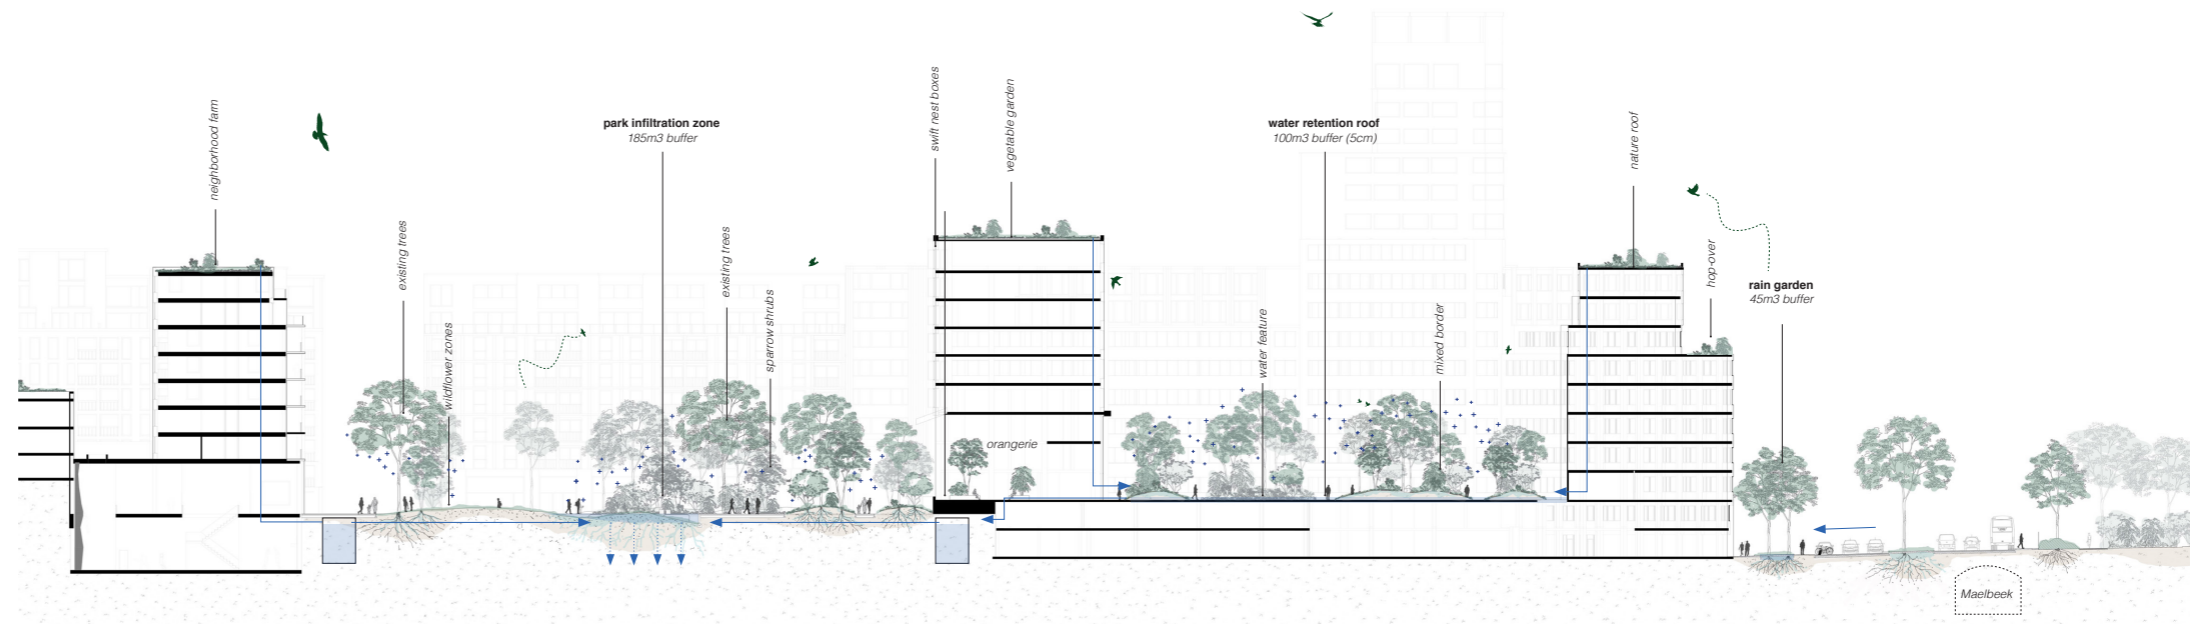 neighborhood farm
existing trees
wildflower zones
park infiltration zone
185m3 buffer
existing trees
sparrow shrubs
swift nest boxes
vegetable garden
orangerie
water feature
water retention roof
100m3 buffer (5cm)
mixed border
nature roof
hop-over
rain garden
45m3 buffer
Maelbeek